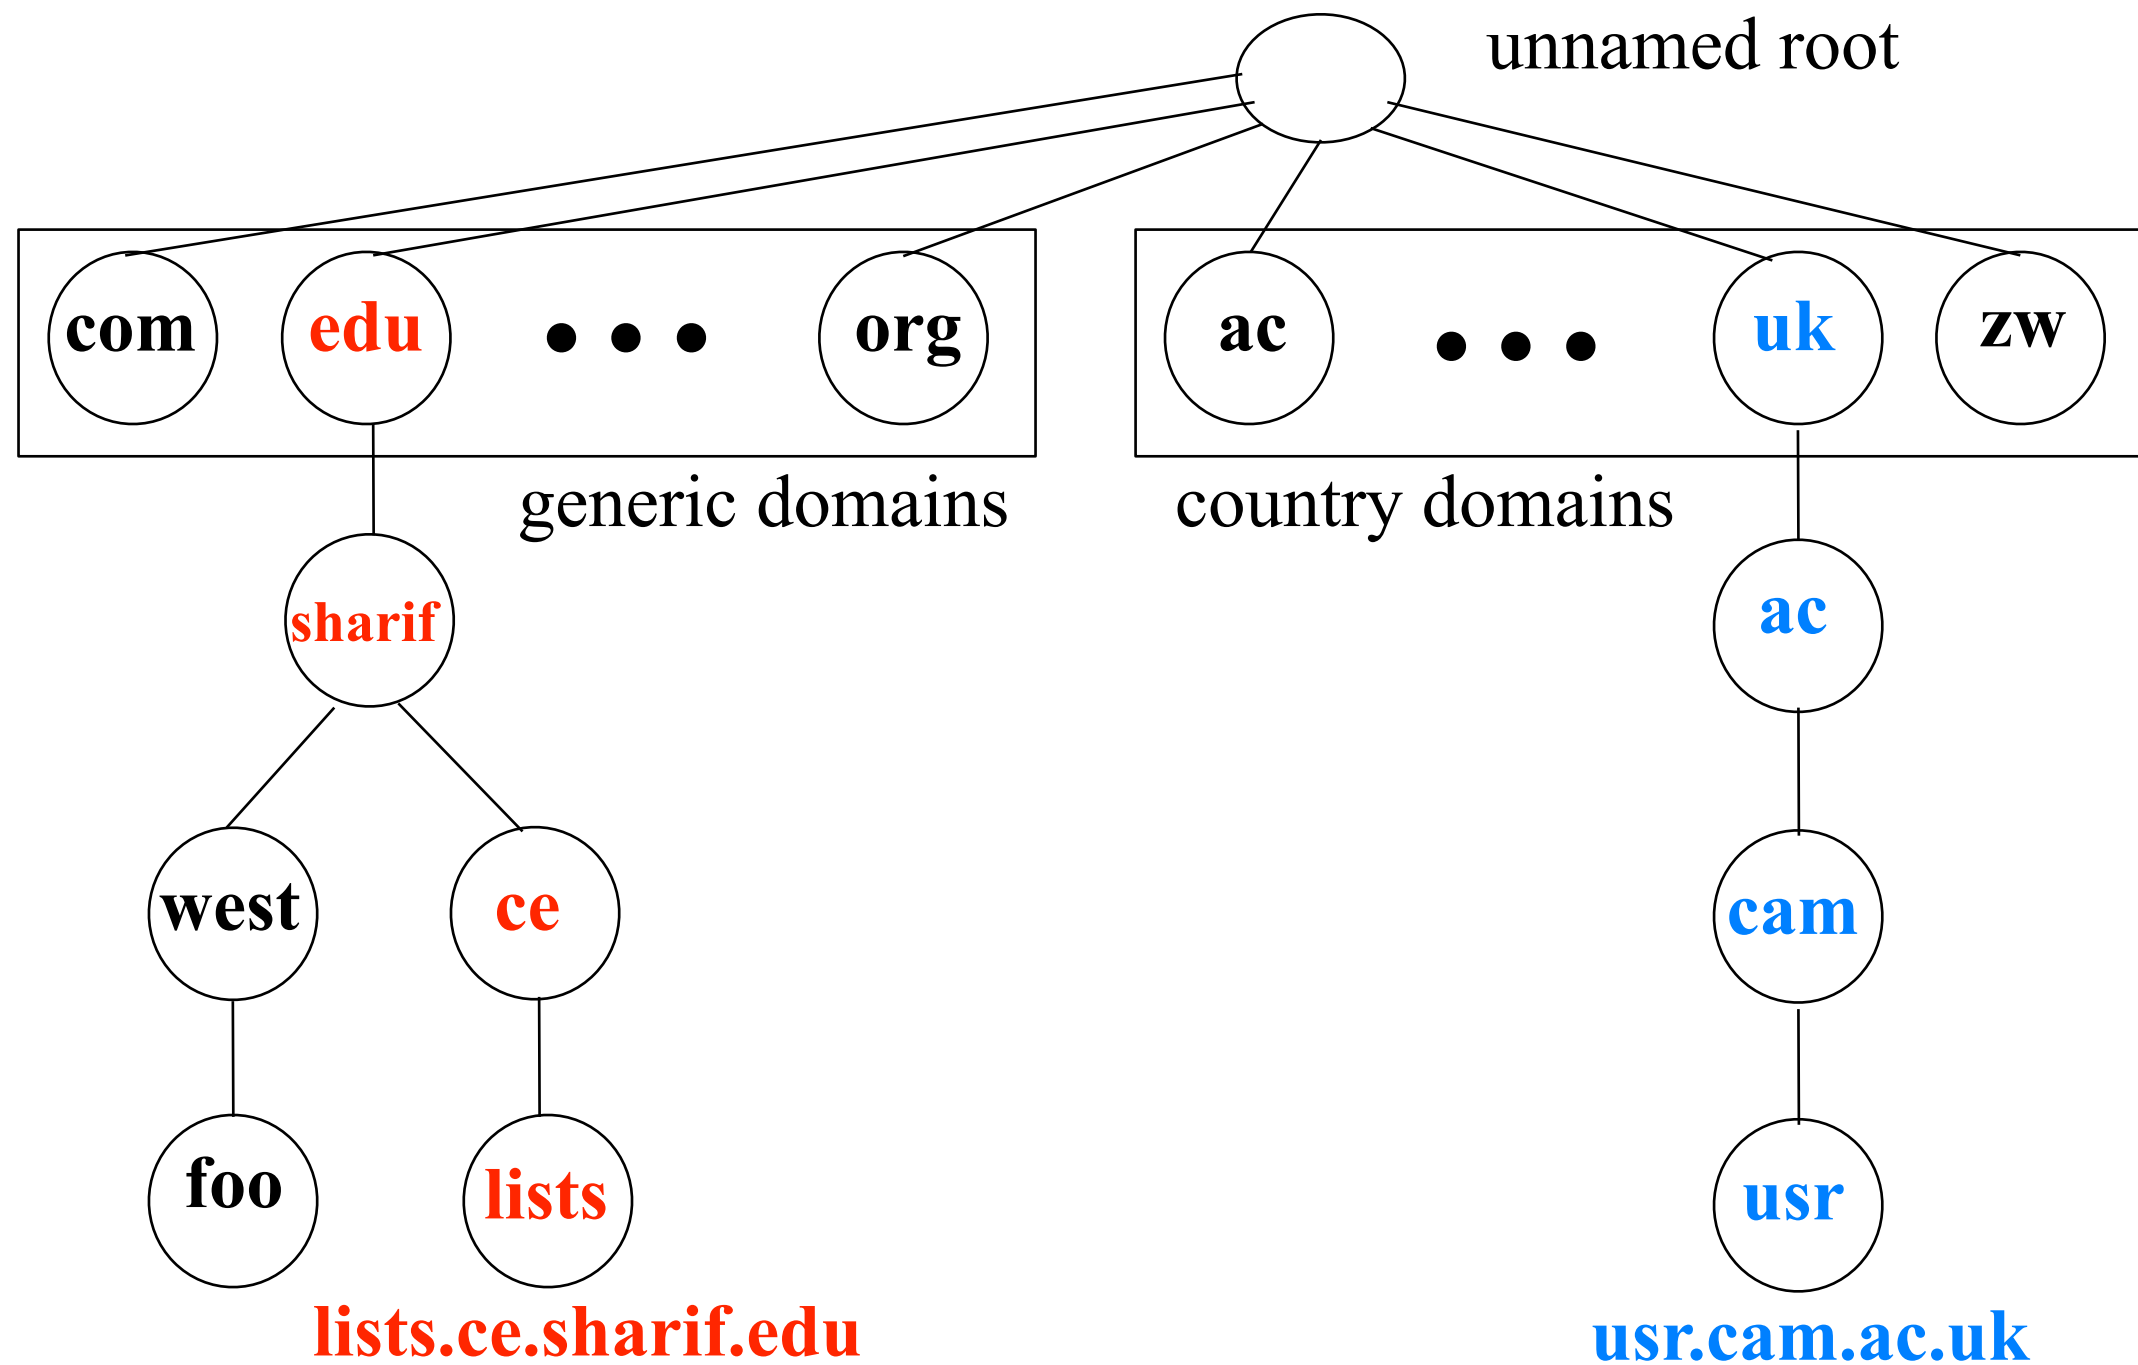 unnamed root
com edu ••• org ac ••• uk zw
generic domains country domains
sharif ac
west ce cam
foo lists usr
lists.ce.sharif.edu usr.cam.ac.uk